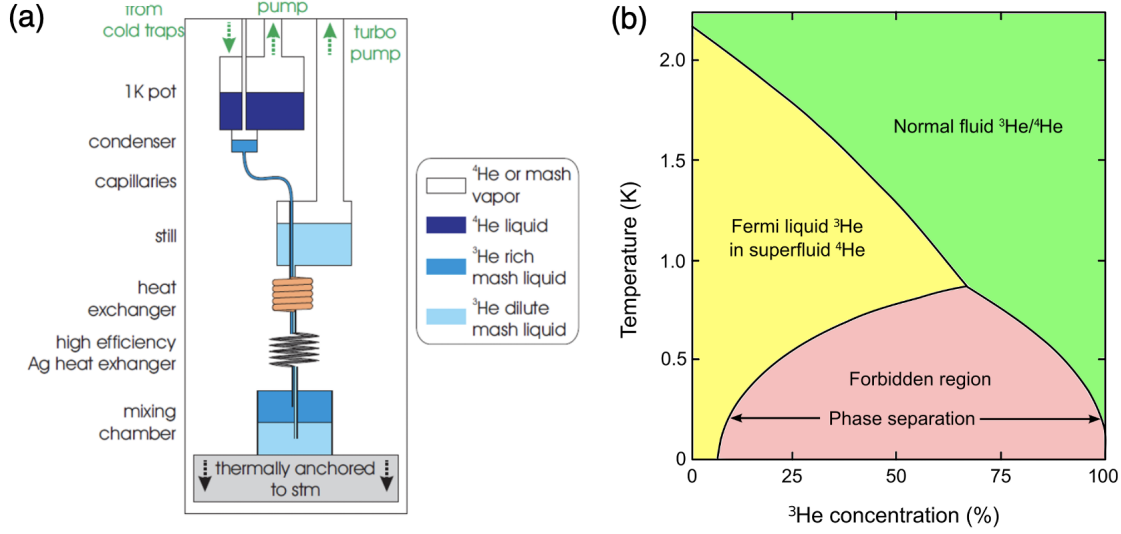 (a)
from
cold traps
pump
turbo
pump
1K pot
condenser
capillaries
still
heat
exchanger
high efficiency
Ag heat exhanger
mixing
chamber
thermally anchored
to stm
⁴He or mash
vapor
⁴He liquid
³He rich
mash liquid
³He dilute
mash liquid
(b)
Temperature (K)
2.0
1.5
1.0
0.5
0
Normal fluid ³He/⁴He
Fermi liquid ³He
in superfluid ⁴He
Forbidden region
Phase separation
0
25
50
75
100
³He concentration (%)